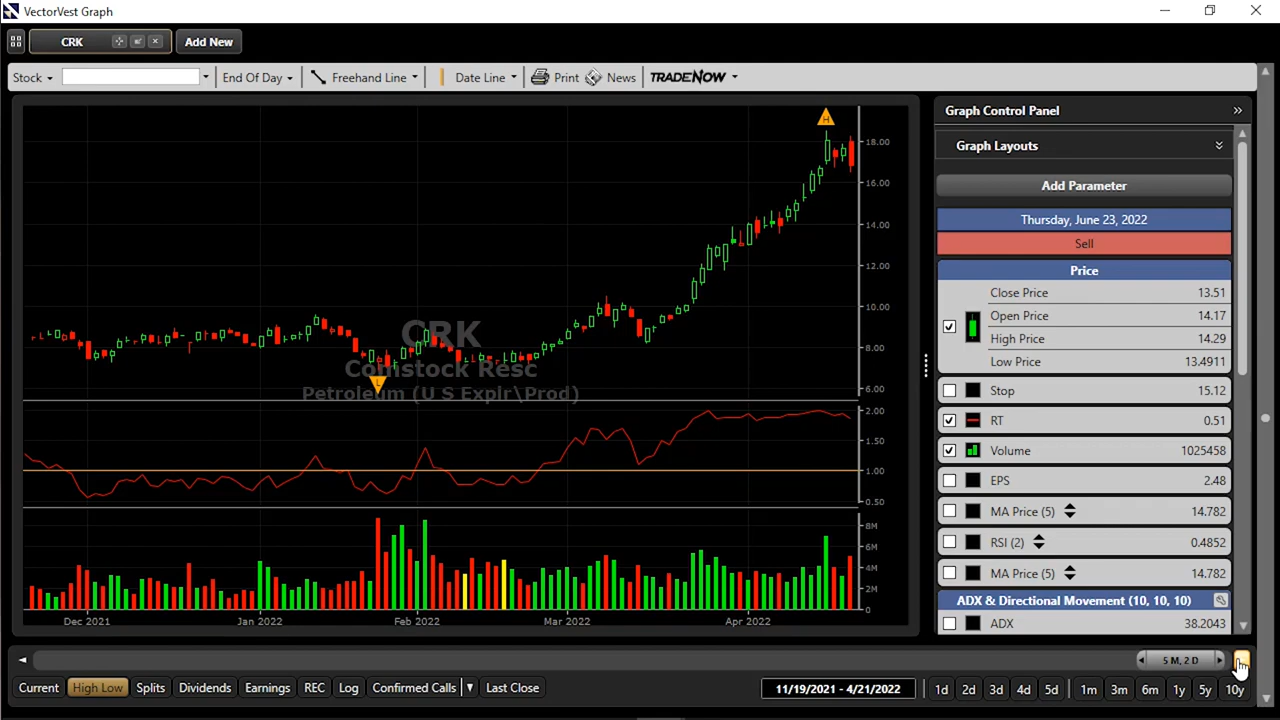 VectorVest Graph
CRK
Add New
Stock
End Of Day
Freehand Line
Date Line
Print
News
TRADENOW
H
18.00
16.00
14.00
12.00
10.00
8.00
6.00
L
CRK
Comstock Resc
Petroleum (U S Explr\Prod)
2.00
1.50
1.00
0.50
8M
6M
4M
2M
0
Dec 2021
Jan 2022
Feb 2022
Mar 2022
Apr 2022
Graph Control Panel
Graph Layouts
Add Parameter
Thursday, June 23, 2022
Sell
Price
Close Price 13.51
Open Price 14.17
High Price 14.29
Low Price 13.4911
Stop 15.12
RT 0.51
Volume 1025458
EPS 2.48
MA Price (5) 14.782
RSI (2) 0.4852
MA Price (5) 14.782
ADX & Directional Movement (10, 10, 10)
ADX 38.2043
5 M, 2 D
Current
High Low
Splits
Dividends
Earnings
REC
Log
Confirmed Calls
Last Close
11/19/2021 - 4/21/2022
1d
2d
3d
4d
5d
1m
3m
6m
1y
5y
10y